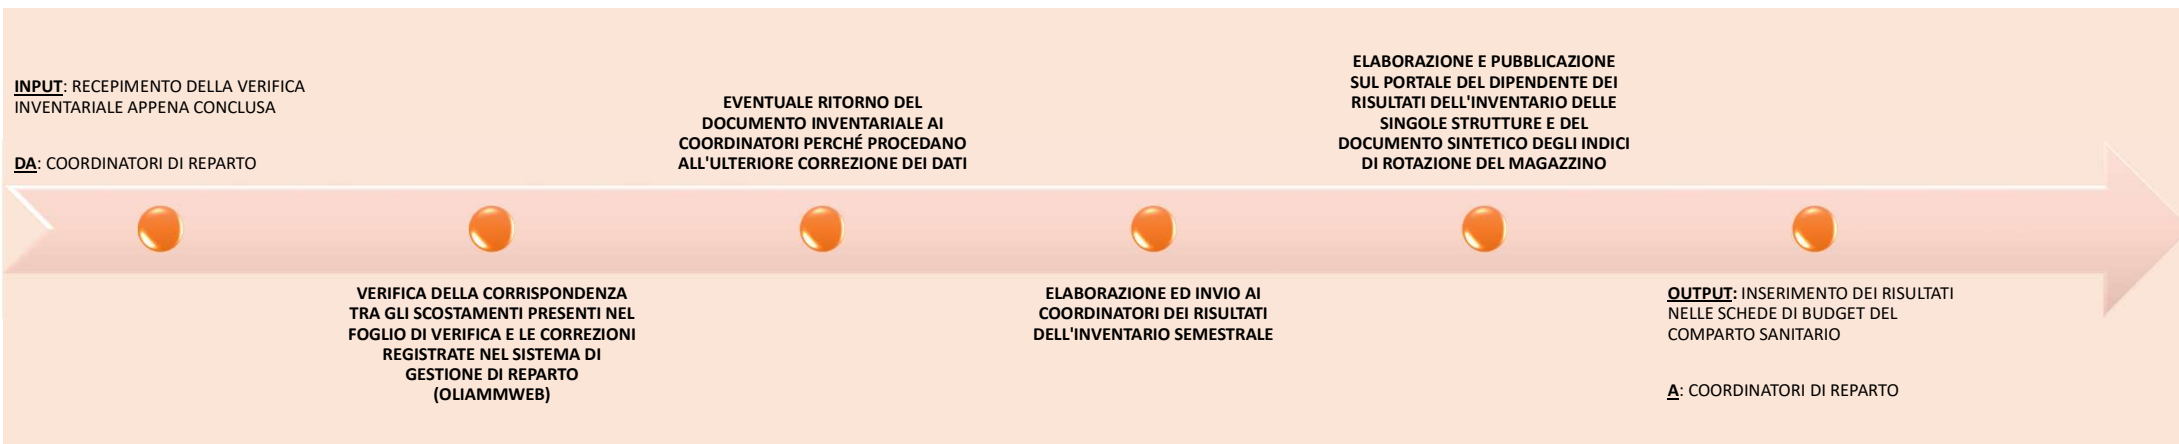 INPUT: RECEPIMENTO DELLA VERIFICA
INVENTARIALE APPENA CONCLUSA
DA: COORDINATORI DI REPARTO
VERIFICA DELLA CORRISPONDENZA
TRA GLI SCOSTAMENTI PRESENTI NEL
FOGLIO DI VERIFICA E LE CORREZIONI
REGISTRATE NEL SISTEMA DI
GESTIONE DI REPARTO
(OLIAMMWEB)
EVENTUALE RITORNO DEL
DOCUMENTO INVENTARIALE AI
COORDINATORI PERCHÉ PROCEDANO
ALL'ULTERIORE CORREZIONE DEI DATI
ELABORAZIONE ED INVIO AI
COORDINATORI DEI RISULTATI
DELL'INVENTARIO SEMESTRALE
ELABORAZIONE E PUBBLICAZIONE
SUL PORTALE DEL DIPENDENTE DEI
RISULTATI DELL'INVENTARIO DELLE
SINGOLE STRUTTURE E DEL
DOCUMENTO SINTETICO DEGLI INDICI
DI ROTAZIONE DEL MAGAZZINO
OUTPUT: INSERIMENTO DEI RISULTATI
NELLE SCHEDE DI BUDGET DEL
COMPARTO SANITARIO
A: COORDINATORI DI REPARTO